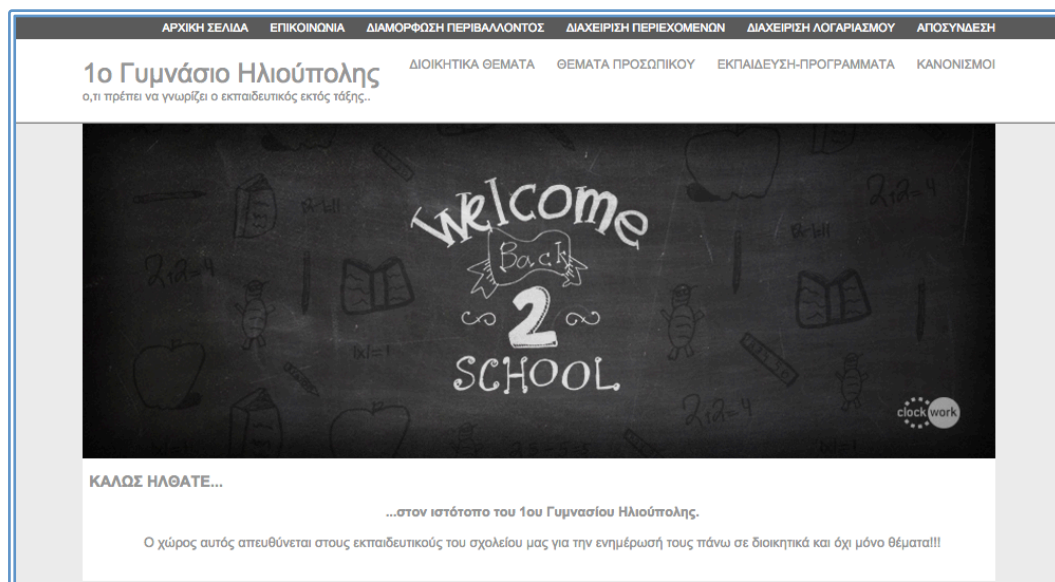 ΑΡΧΙΚΗ ΣΕΛΙΔΑ ΕΠΙΚΟΙΝΩΝΙΑ ΔΙΑΜΟΡΦΩΣΗ ΠΕΡΙΒΑΛΛΟΝΤΟΣ ΔΙΑΧΕΙΡΙΣΗ ΠΕΡΙΕΧΟΜΕΝΩΝ ΔΙΑΧΕΙΡΙΣΗ ΛΟΓΑΡΙΑΣΜΟΥ ΑΠΟΣΥΝΔΕΣΗ
1ο Γυμνάσιο Ηλιούπολης
ο,τι πρέπει να γνωρίζει ο εκπαιδευτικός εκτός τάξης..
ΔΙΟΙΚΗΤΙΚΑ ΘΕΜΑΤΑ ΘΕΜΑΤΑ ΠΡΟΣΩΠΙΚΟΥ ΕΚΠΑΙΔΕΥΣΗ-ΠΡΟΓΡΑΜΜΑΤΑ ΚΑΝΟΝΙΣΜΟΙ
Welcome
Back
2
SCHOOL
clock work
ΚΑΛΩΣ ΗΛΘΑΤΕ...
...στον ιστότοπο του 1ου Γυμνασίου Ηλιούπολης.
Ο χώρος αυτός απευθύνεται στους εκπαιδευτικούς του σχολείου μας για την ενημέρωσή τους πάνω σε διοικητικά και όχι μόνο θέματα!!!